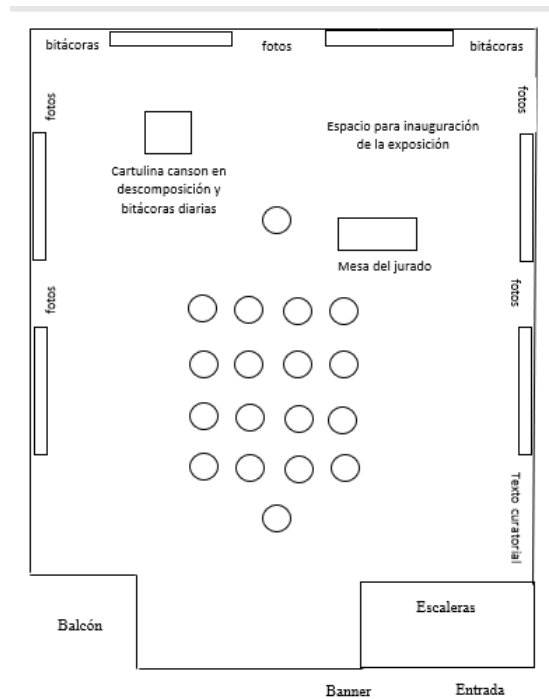 bitácoras
fotos
bitácoras
fotos
fotos
Espacio para inauguración
de la exposición
Cartulina canson en
descomposición y
bitácoras diarias
Mesa del jurado
fotos
fotos
Texto curatorial
Escaleras
Balcón
Banner
Entrada